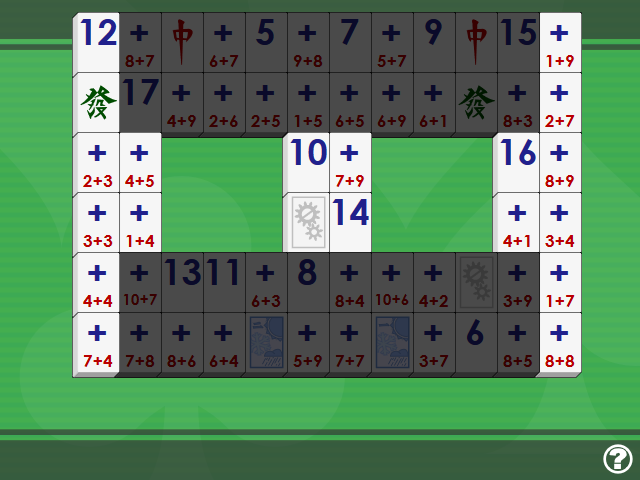 12 + 中 + 5 + 7 + 9 中 15 +
8+7 6+7 9+8 5+7 1+9
發 17 + + + + + + + 發 + +
4+9 2+6 2+5 1+5 6+5 6+9 6+1 8+3 2+7
+ + 10 + 16 +
2+3 4+5 7+9 8+9
+ + 14 + +
3+3 1+4 4+1 3+4
+ + 13 11 + 8 + + + + +
4+4 10+7 6+3 8+4 10+6 4+2 3+9 1+7
+ + + + + + + 6 + +
7+4 7+8 8+6 6+4 5+9 7+7 3+7 8+5 8+8
?